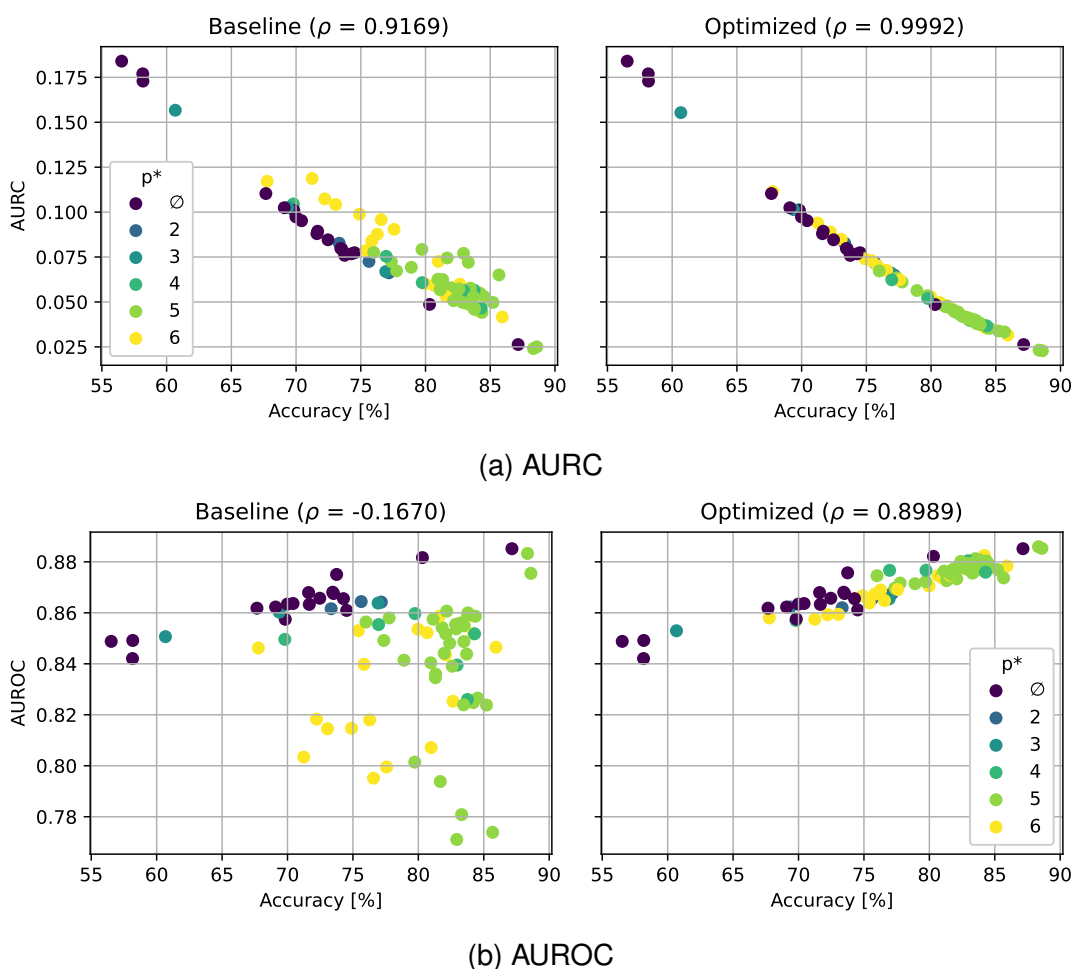 Baseline (ρ = 0.9169)
Optimized (ρ = 0.9992)
AURC
0.175
0.150
0.125
0.100
0.075
0.050
0.025
p*
∅
2
3
4
5
6
55 60 65 70 75 80 85 90
Accuracy [%]
55 60 65 70 75 80 85 90
Accuracy [%]
(a) AURC
Baseline (ρ = -0.1670)
Optimized (ρ = 0.8989)
AUROC
0.88
0.86
0.84
0.82
0.80
0.78
55 60 65 70 75 80 85 90
Accuracy [%]
p*
∅
2
3
4
5
6
55 60 65 70 75 80 85 90
Accuracy [%]
(b) AUROC